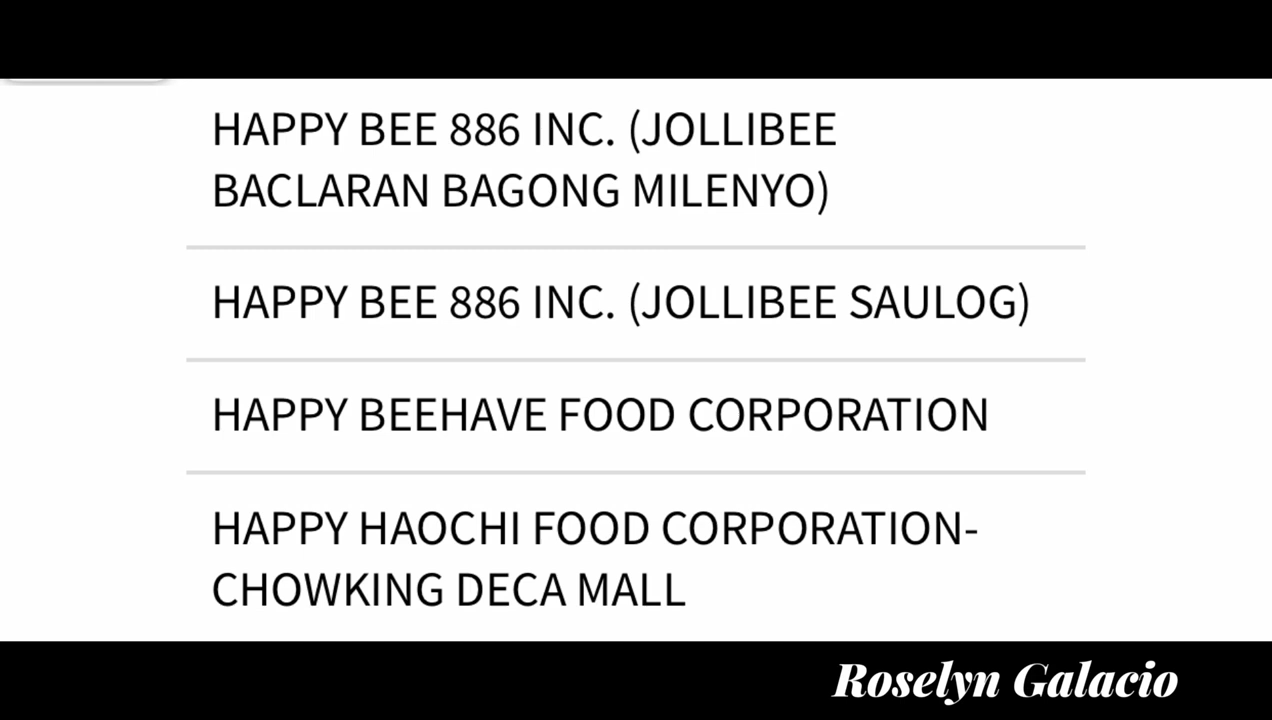 HAPPY BEE 886 INC. (JOLLIBEE
BACLARAN BAGONG MILENYO)
HAPPY BEE 886 INC. (JOLLIBEE SAULOG)
HAPPY BEEHAVE FOOD CORPORATION
HAPPY HAOCHI FOOD CORPORATION-
CHOWKING DECA MALL
Roselyn Galacio